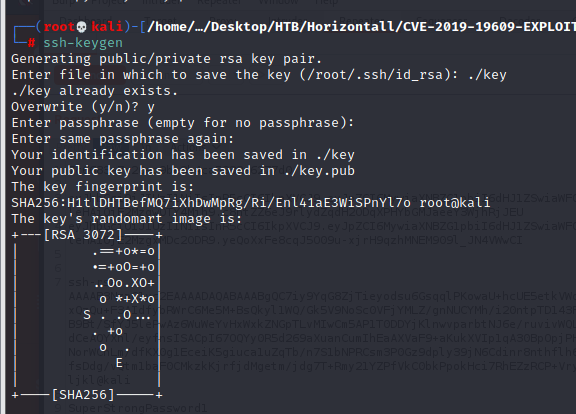 ┌──(root💀kali)-[/home/…/Desktop/HTB/Horizontall/CVE-2019-19609-EXPLOIT
└─# ssh-keygen
Generating public/private rsa key pair.
Enter file in which to save the key (/root/.ssh/id_rsa): ./key
./key already exists.
Overwrite (y/n)? y
Enter passphrase (empty for no passphrase):
Enter same passphrase again:
Your identification has been saved in ./key
Your public key has been saved in ./key.pub
The key fingerprint is:
SHA256:H1tlDHTBefMQ7iXhDwMpRg/Ri/Enl41aE3WiSPnYl7o root@kali
The key's randomart image is:
+---[RSA 3072]----+
|         .==+o*=o|
|         •=+oO=+o|
|         ..Oo.XO+|
|          o *+X*o|
|        S . .O...|
|         . +o    |
|          o  .   |
|            E    |
|                 |
+----[SHA256]-----+
SuperStrongPassword1